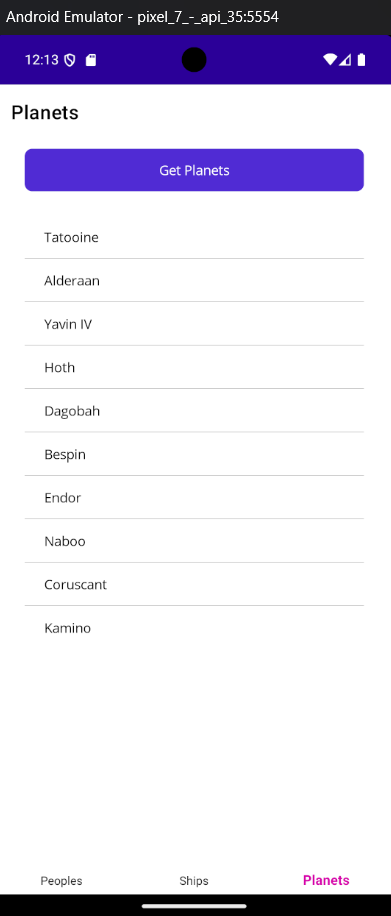 Android Emulator - pixel_7_-_api_35:5554
12:13
Planets
Get Planets
Tatooine
Alderaan
Yavin IV
Hoth
Dagobah
Bespin
Endor
Naboo
Coruscant
Kamino
Peoples Ships Planets